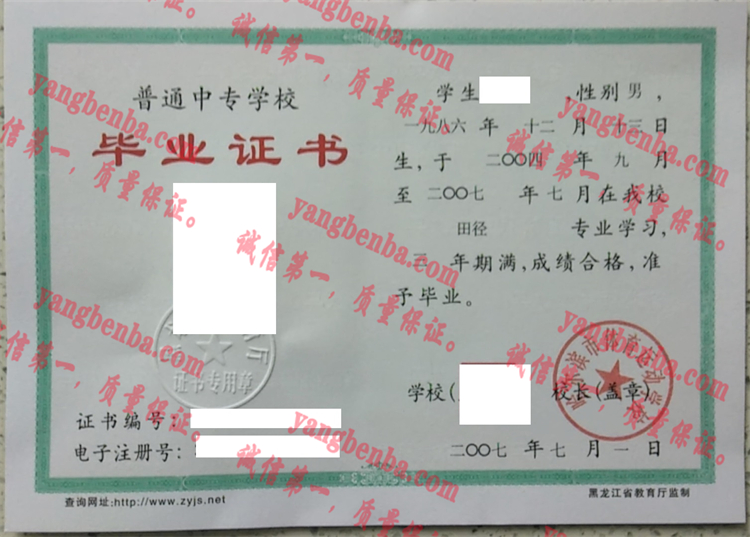 普通中专学校
毕业证书
证书专用章
证书编号:
电子注册号:
查询网址:http://www.zyjs.net
学生 ,性别男,
一九八六年十二月十三日
生,于二〇〇四年九月
至二〇〇七年七月在我校
田径 专业学习,
三年期满,成绩合格,准
予毕业。
学校( 校长(盖章)
二〇〇七年七月一日
黑龙江省教育厅监制
yangbenba.com
诚信第一,质量保证。